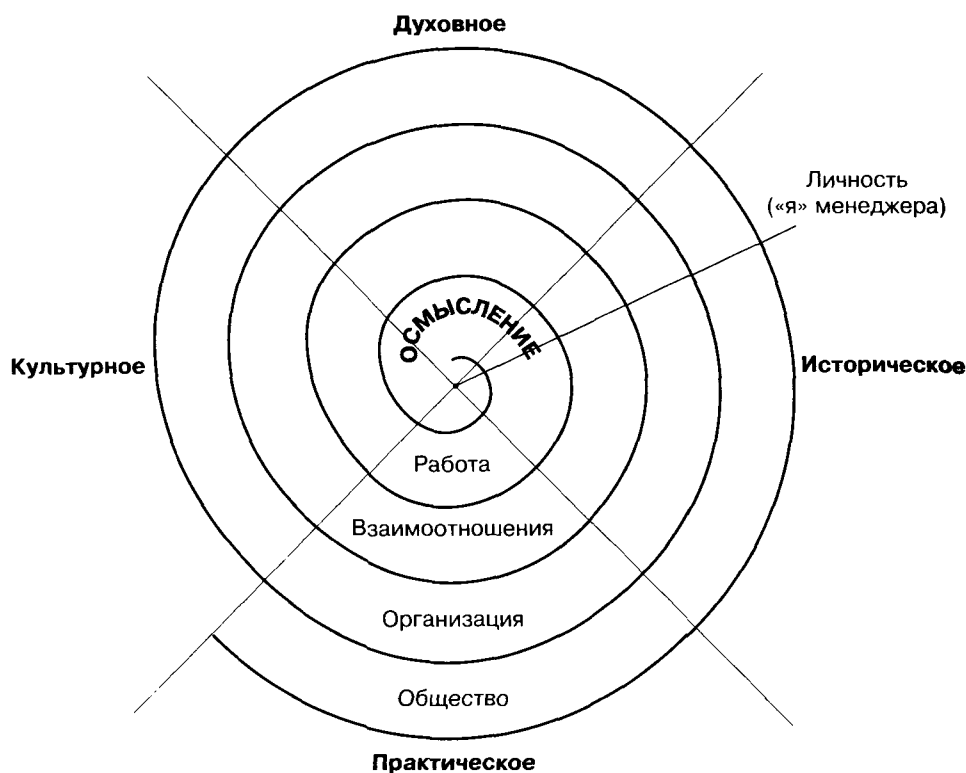 Духовное
Личность
(«я» менеджера)
ОСМЫСЛЕНИЕ
Культурное
Историческое
Работа
Взаимоотношения
Организация
Общество
Практическое